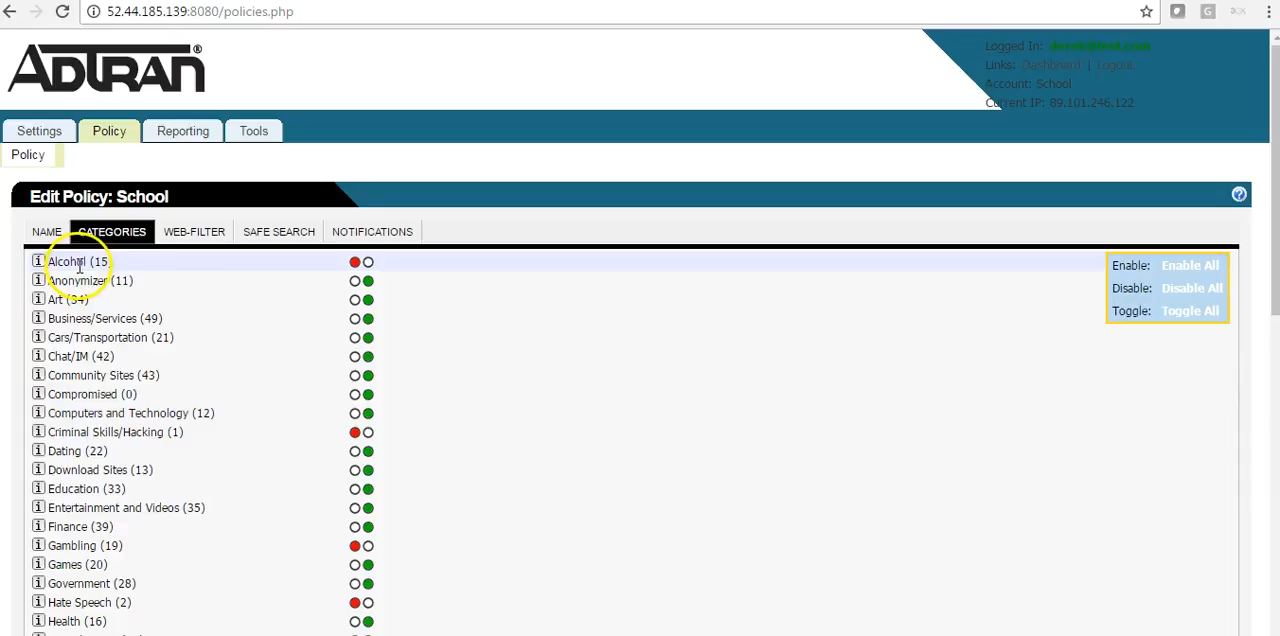 52.44.185.139:8080/policies.php
G
ADTRAN®
Logged In: derek@test.com
Links: Dashboard | Logout
Account: School
Current IP: 89.101.246.122
Settings Policy Reporting Tools
Policy
Edit Policy: School
?
NAME CATEGORIES WEB-FILTER SAFE SEARCH NOTIFICATIONS
i Alcohol (15
i Anonymizer (11)
i Art (34)
i Business/Services (49)
i Cars/Transportation (21)
i Chat/IM (42)
i Community Sites (43)
i Compromised (0)
i Computers and Technology (12)
i Criminal Skills/Hacking (1)
i Dating (22)
i Download Sites (13)
i Education (33)
i Entertainment and Videos (35)
i Finance (39)
i Gambling (19)
i Games (20)
i Government (28)
i Hate Speech (2)
i Health (16)
Enable: Enable All
Disable: Disable All
Toggle: Toggle All